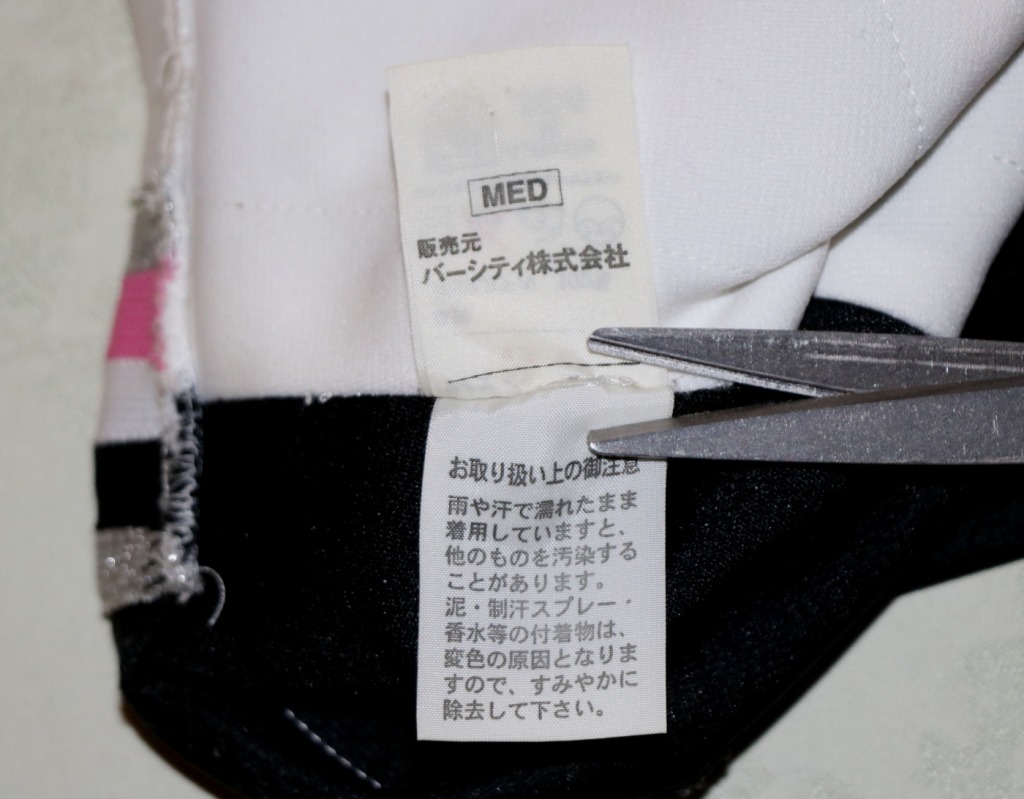 MED
販売元
バーシティ株式会社
お取り扱い上の御注意
雨や汗で濡れたまま
着用していますと、
他のものを汚染する
ことがあります。
泥・制汗スプレー・
香水等の付着物は、
変色の原因となりま
すので、すみやかに
除去して下さい。